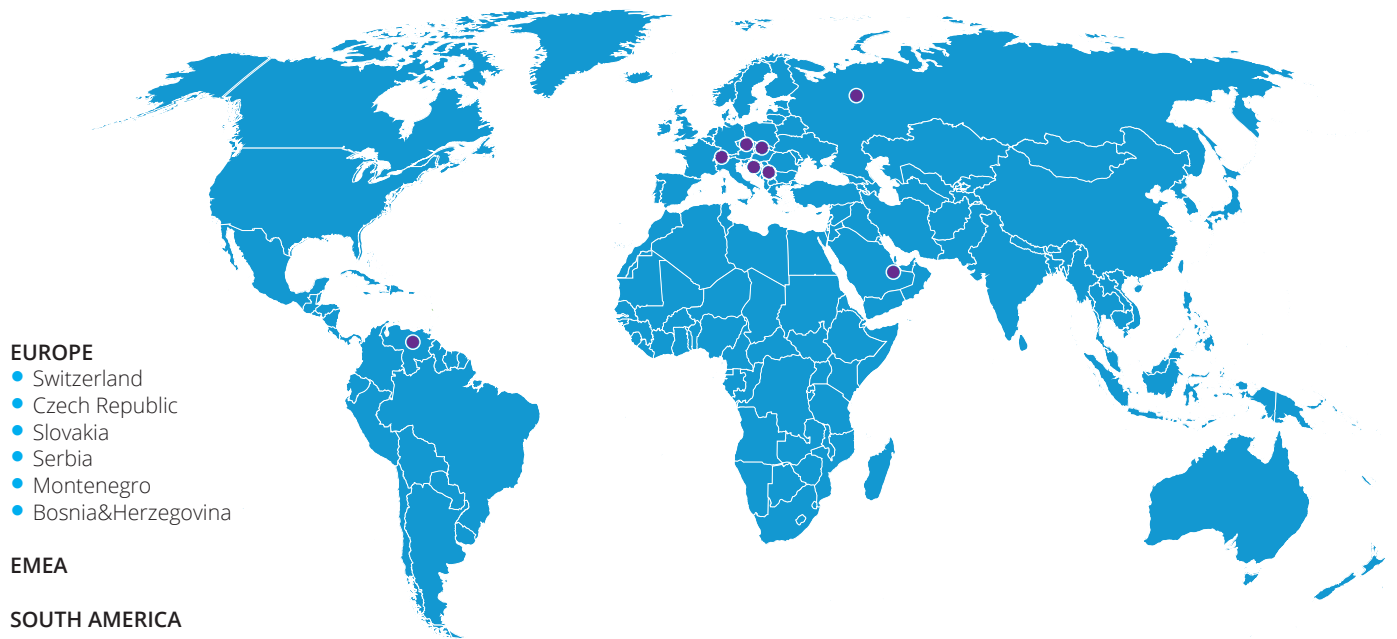 EUROPE
Switzerland
Czech Republic
Slovakia
Serbia
Montenegro
Bosnia&Herzegovina
EMEA
SOUTH AMERICA